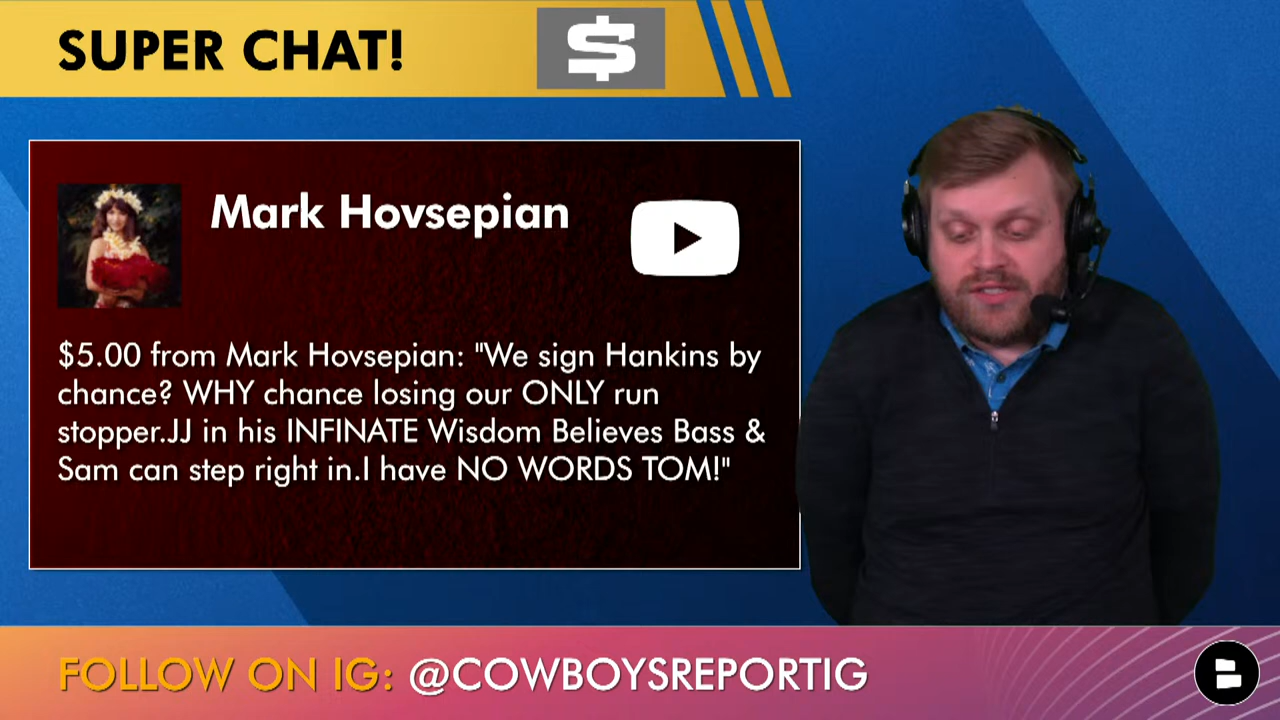 SUPER CHAT!
Mark Hovsepian
$5.00 from Mark Hovsepian: "We sign Hankins by
chance? WHY chance losing our ONLY run
stopper.JJ in his INFINATE Wisdom Believes Bass &
Sam can step right in.I have NO WORDS TOM!"
FOLLOW ON IG: @COWBOYSREPORTIG